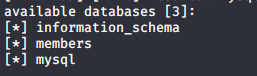 available databases [3]:
[*] information_schema
[*] members
[*] mysql